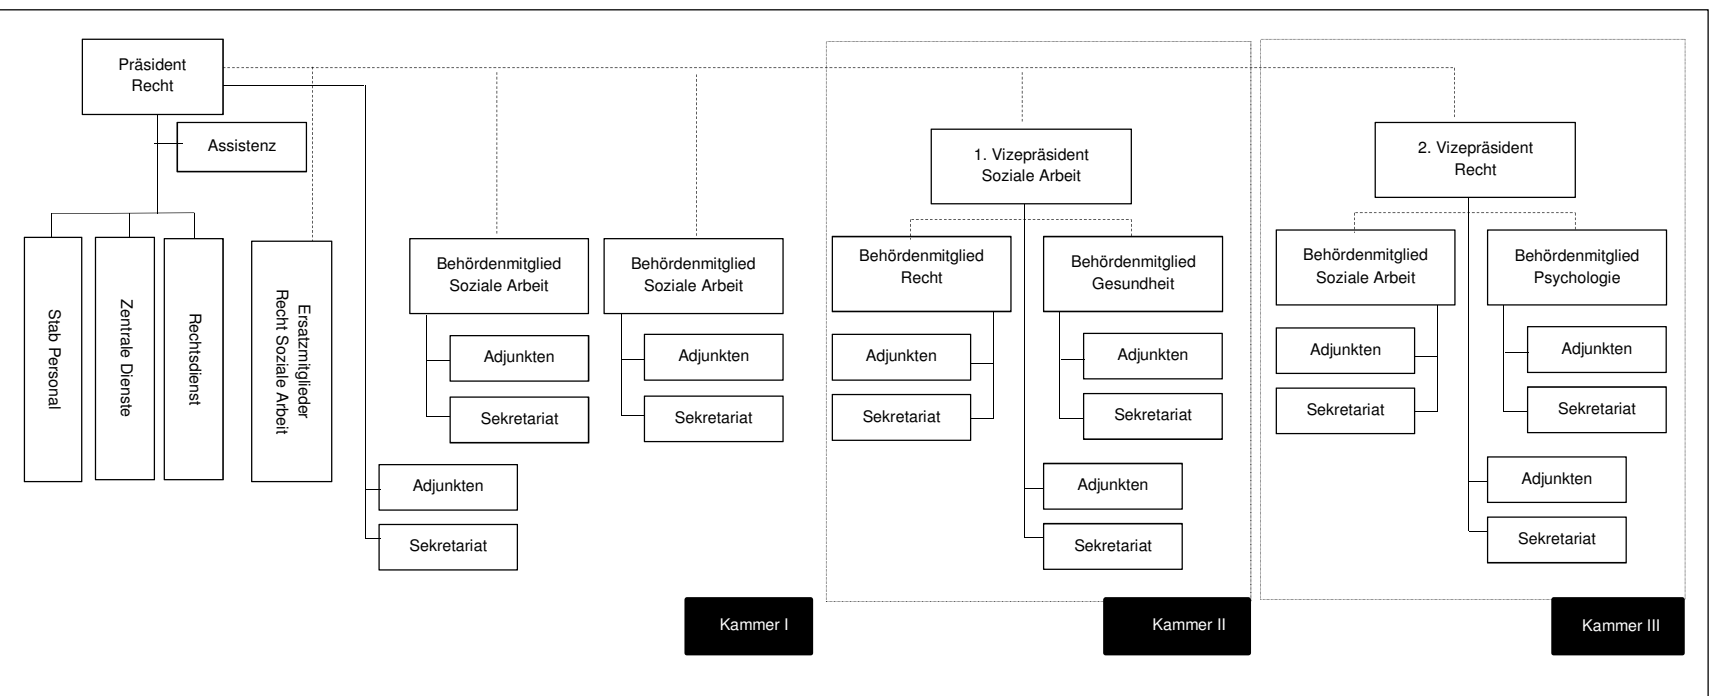 Präsident
Recht
Assistenz
Stab Personal
Zentrale Dienste
Rechtsdienst
Ersatzmitglieder
Recht Soziale Arbeit
Behördenmitglied
Soziale Arbeit
Adjunkten
Sekretariat
Behördenmitglied
Soziale Arbeit
Adjunkten
Sekretariat
Adjunkten
Sekretariat
Kammer I
1. Vizepräsident
Soziale Arbeit
Behördenmitglied
Recht
Adjunkten
Sekretariat
Behördenmitglied
Gesundheit
Adjunkten
Sekretariat
Adjunkten
Sekretariat
Kammer II
2. Vizepräsident
Recht
Behördenmitglied
Soziale Arbeit
Adjunkten
Sekretariat
Behördenmitglied
Psychologie
Adjunkten
Sekretariat
Adjunkten
Sekretariat
Kammer III